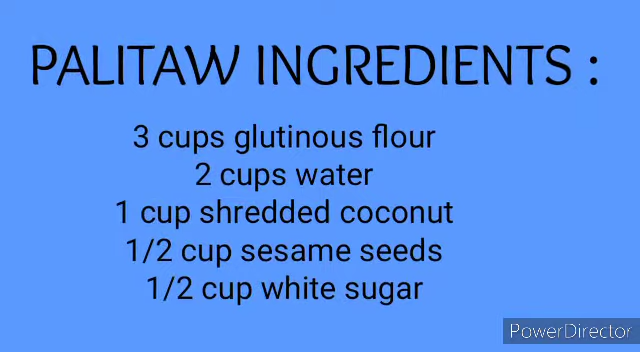 PALITAW INGREDIENTS :
3 cups glutinous flour
2 cups water
1 cup shredded coconut
1/2 cup sesame seeds
1/2 cup white sugar
PowerDirector